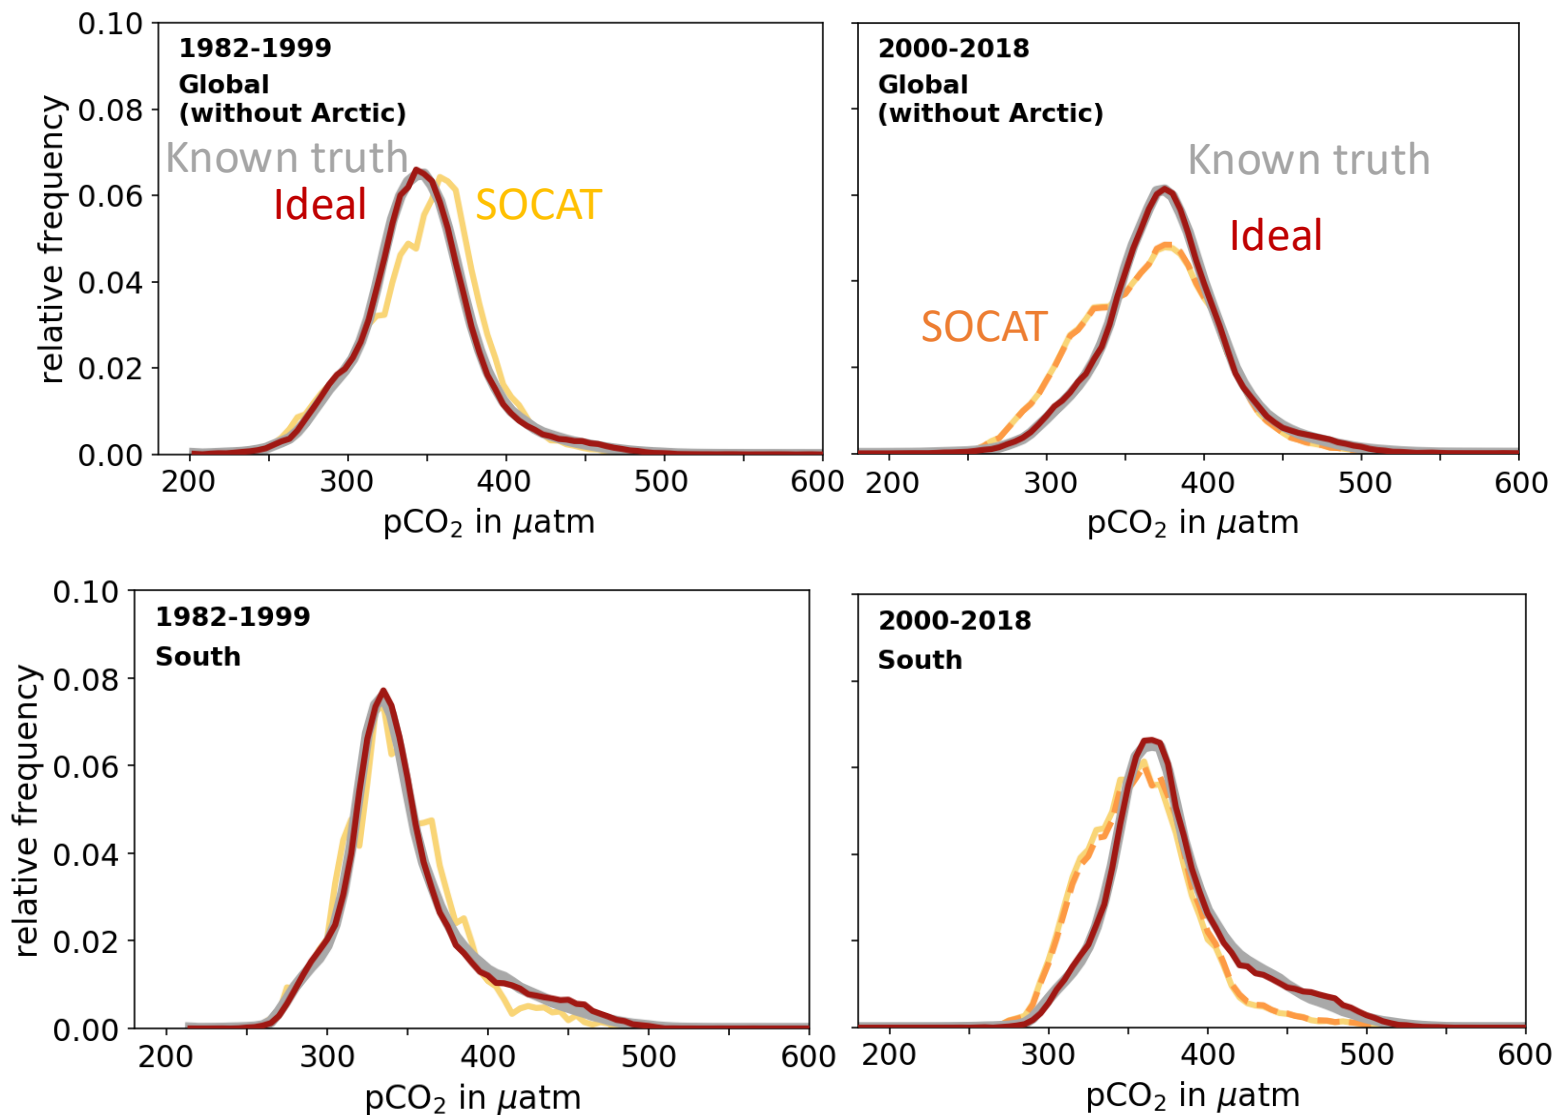 0.10
0.08
0.06
0.04
0.02
0.00
relative frequency
1982-1999
Global
(without Arctic)
Known truth
Ideal
SOCAT
200 300 400 500 600
pCO₂ in μatm
2000-2018
Global
(without Arctic)
Known truth
Ideal
SOCAT
200 300 400 500 600
pCO₂ in μatm
0.10
0.08
0.06
0.04
0.02
0.00
relative frequency
1982-1999
South
200 300 400 500 600
pCO₂ in μatm
2000-2018
South
200 300 400 500 600
pCO₂ in μatm